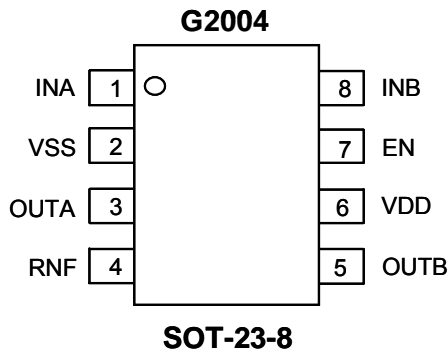 G2004
INA 1 8 INB
VSS 2 7 EN
OUTA 3 6 VDD
RNF 4 5 OUTB
SOT-23-8